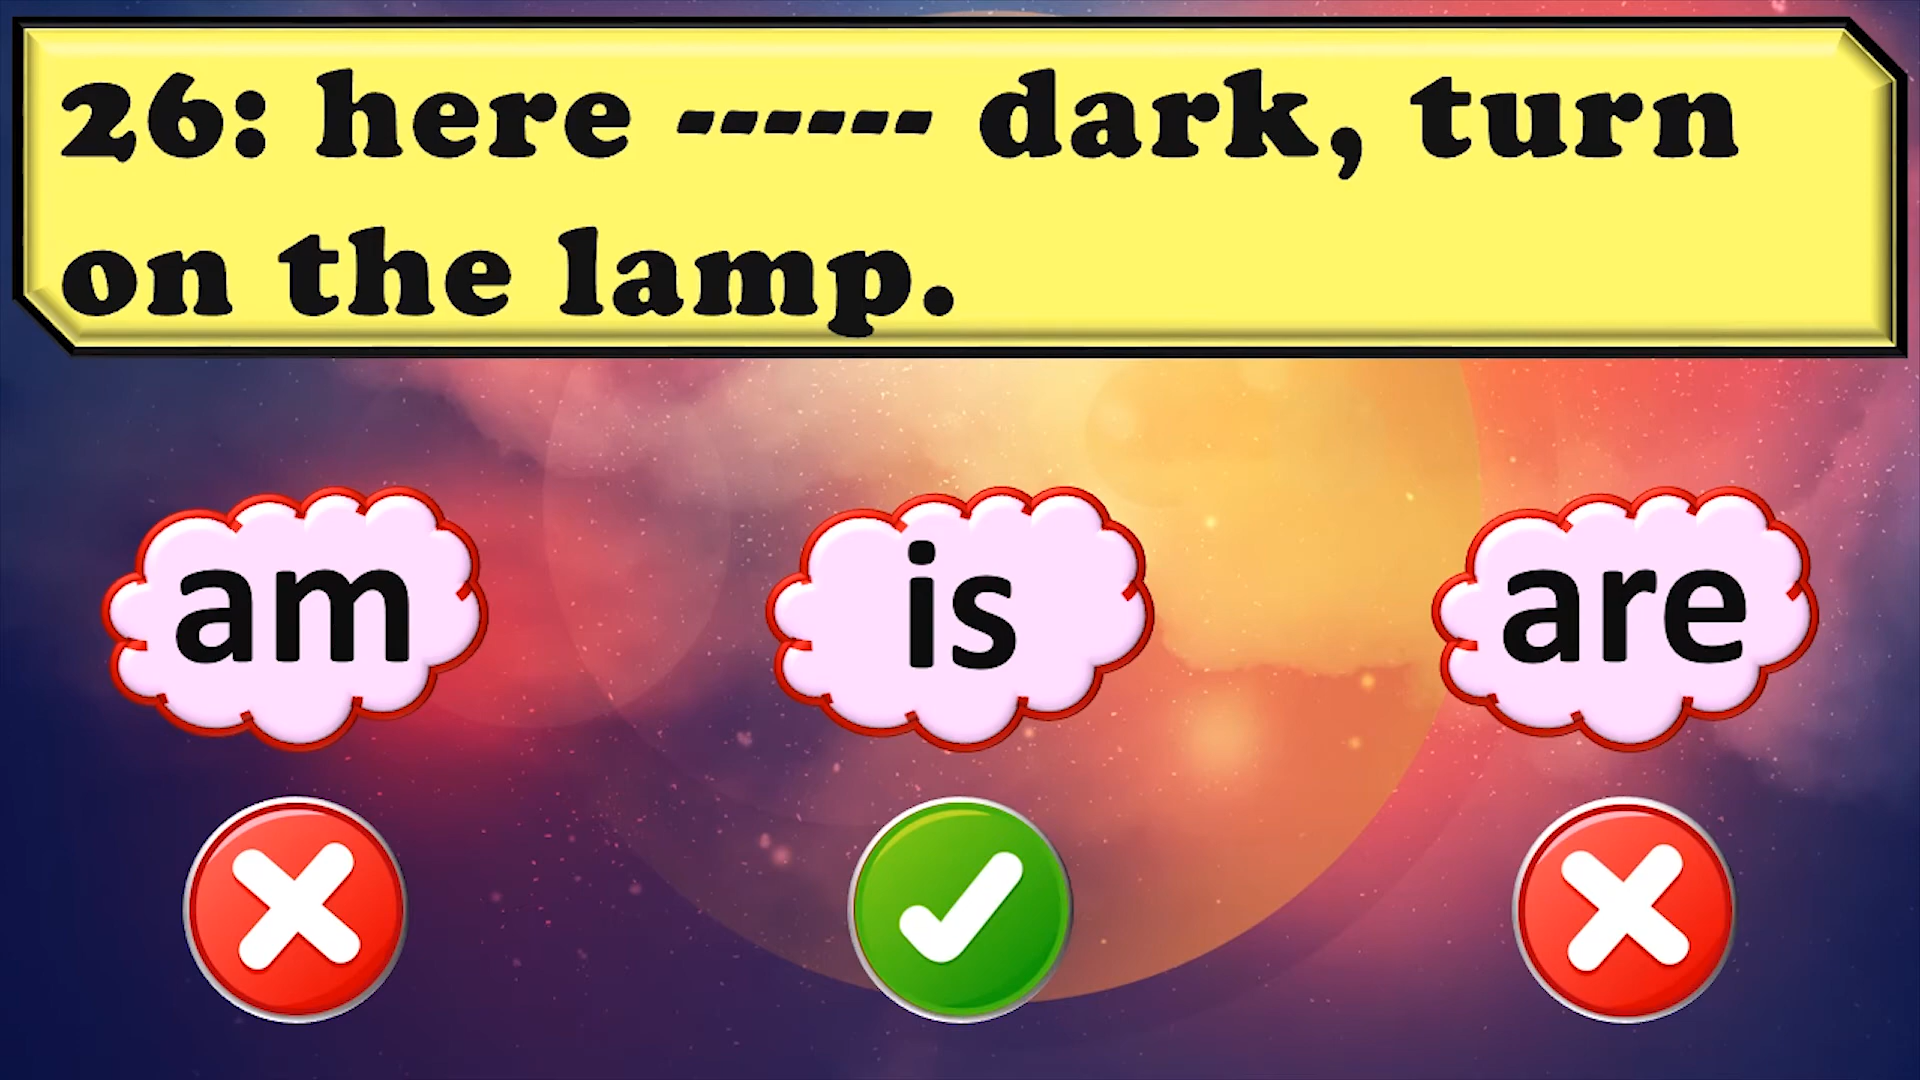 26: here ------ dark, turn
on the lamp.
am is are